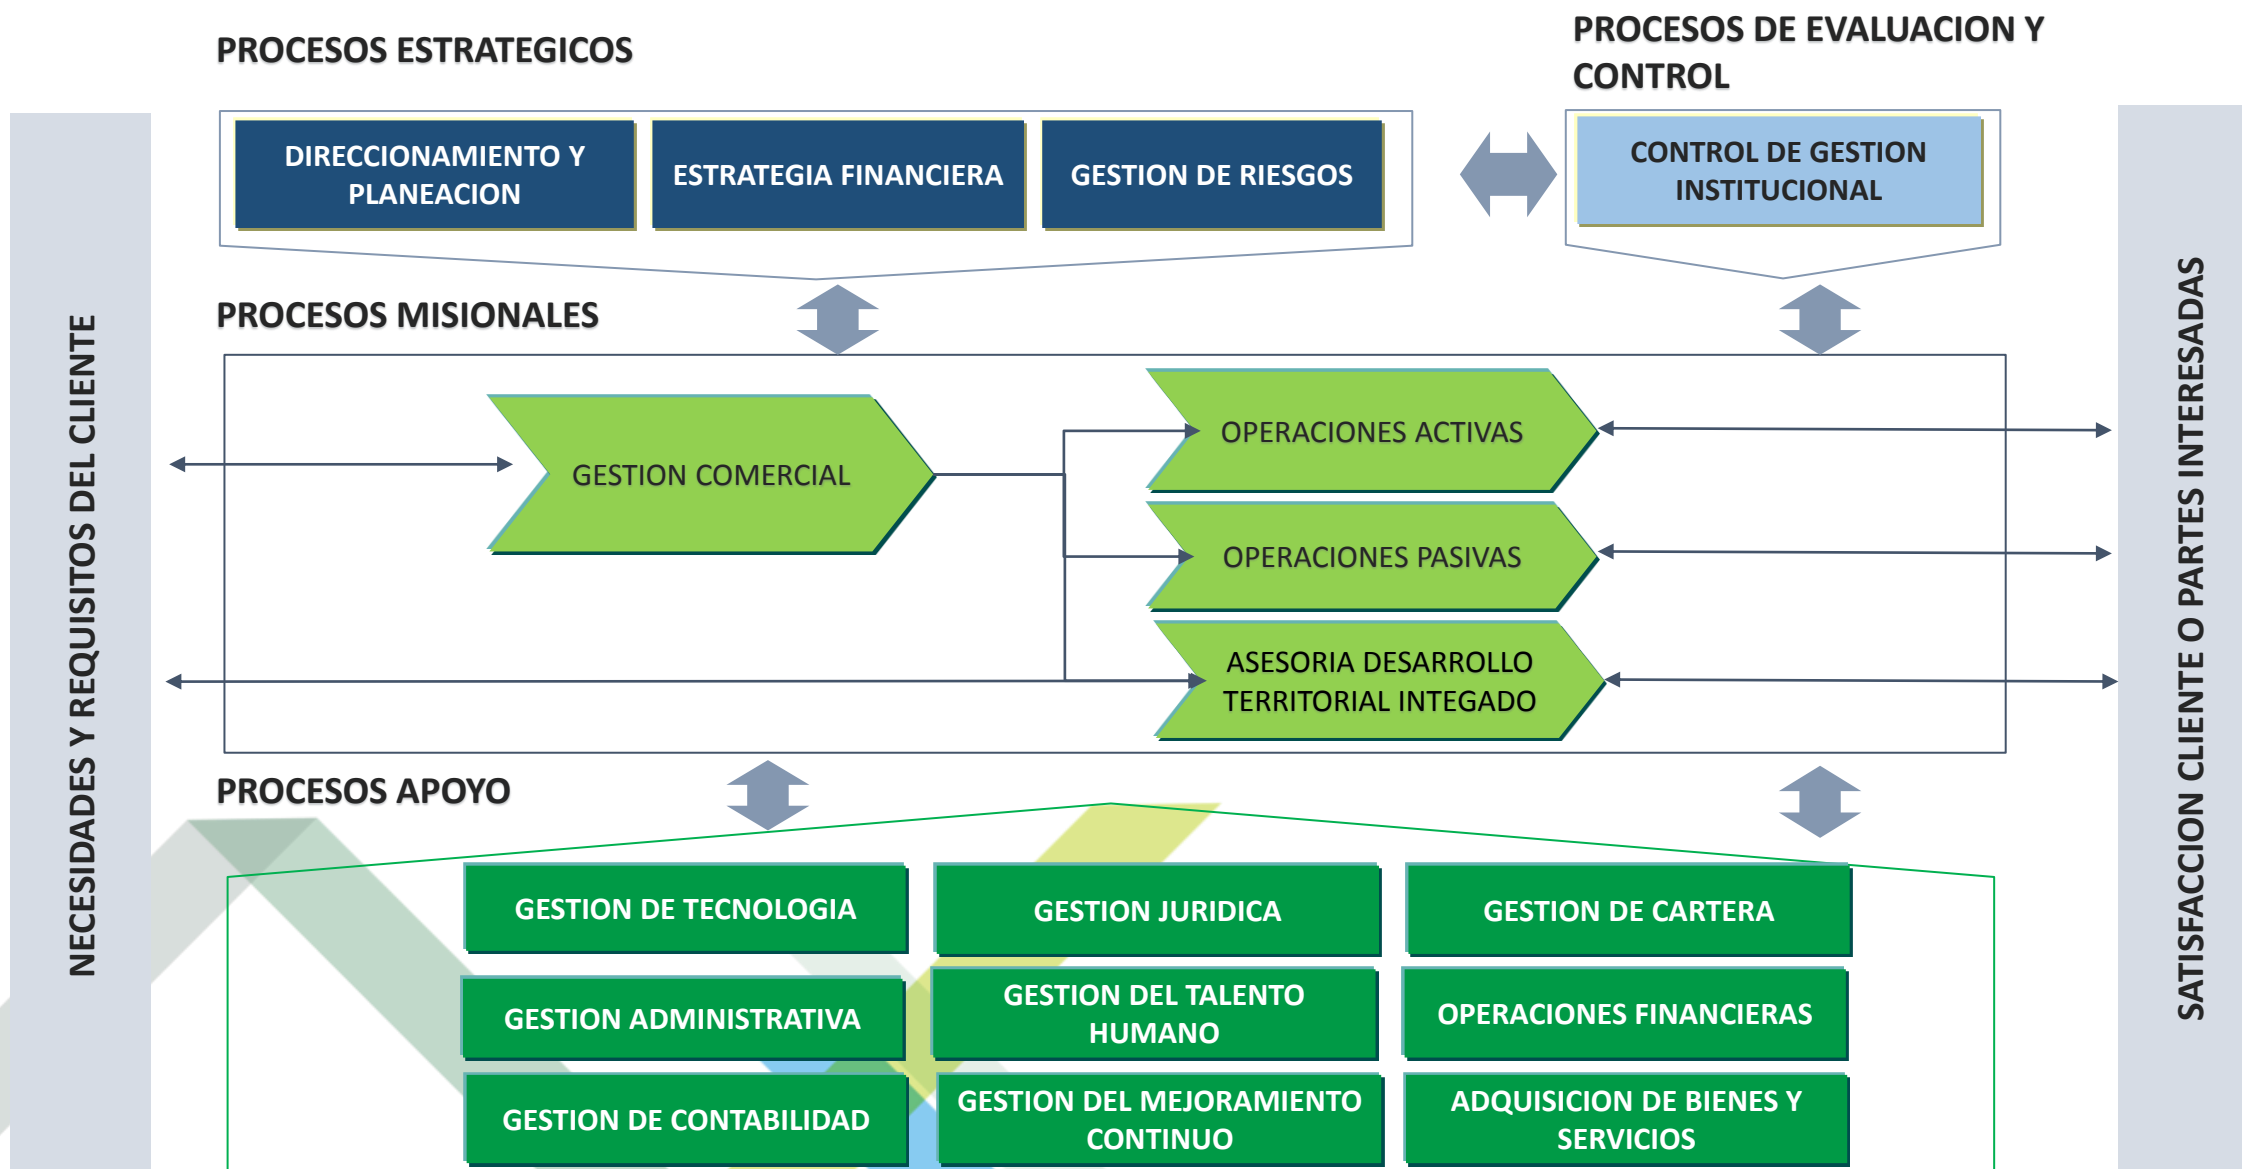 PROCESOS ESTRATEGICOS
PROCESOS DE EVALUACION Y
CONTROL
DIRECCIONAMIENTO Y
PLANEACION
ESTRATEGIA FINANCIERA
GESTION DE RIESGOS
CONTROL DE GESTION
INSTITUCIONAL
NECESIDADES Y REQUISITOS DEL CLIENTE
PROCESOS MISIONALES
GESTION COMERCIAL
OPERACIONES ACTIVAS
OPERACIONES PASIVAS
ASESORIA DESARROLLO
TERRITORIAL INTEGADO
SATISFACCION CLIENTE O PARTES INTERESADAS
PROCESOS APOYO
GESTION DE TECNOLOGIA
GESTION JURIDICA
GESTION DE CARTERA
GESTION ADMINISTRATIVA
GESTION DEL TALENTO
HUMANO
OPERACIONES FINANCIERAS
GESTION DE CONTABILIDAD
GESTION DEL MEJORAMIENTO
CONTINUO
ADQUISICION DE BIENES Y
SERVICIOS